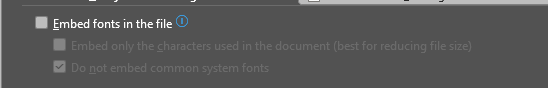 Embed fonts in the file
Embed only the characters used in the document (best for reducing file size)
Do not embed common system fonts